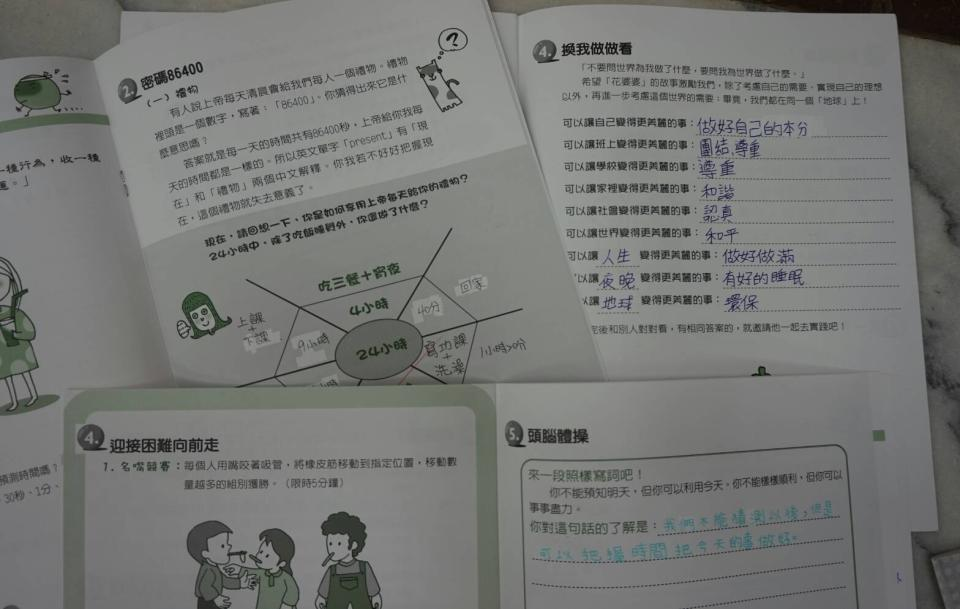 種行為，收一種
。」
預測時間嗎？
30秒、1分、
2. 密碼86400
(一) 禮物
有人說上帝每天清晨會給我們每人一個禮物。禮物
裡頭是一個數字，寫著：「86400」。你猜得出來它是什
麼意思嗎？
答案就是每一天的時間共有86400秒，上帝給你我每
天的時間都是一樣的。所以英文單字「present」有「現
在」和「禮物」兩個中文解釋。你我若不好好把握現
在，這個禮物就失去意義了。
?
現在，請回想一下，你是如何享用上帝每天給你的禮物？
24小時中，除了吃飯睡覺外，你還做了什麼？
吃三餐＋宵夜
4小時
上課
+
下課
9小時
24小時
40分
回家
寫功課
+
洗澡
1小時20分
小時
4. 換我做做看
「不要問世界為我做了什麼，要問我為世界做了什麼。」
希望「花婆婆」的故事激勵我們，除了考慮自己的需要、實現自己的理想
以外，再進一步考慮這個世界的需要；畢竟，我們都在同一個「地球」上！
可以讓自己變得更美麗的事：做好自己的本分
可以讓班上變得更美麗的事：團結,尊重
可以讓學校變得更美麗的事：尊重
可以讓家裡變得更美麗的事：和諧
可以讓社會變得更美麗的事：認真
可以讓世界變得更美麗的事：和平
可以讓 人生 變得更美麗的事：做好做滿
以讓 夜晚 變得更美麗的事：有好的睡眠
以讓 地球 變得更美麗的事：環保
完後和別人對對看，有相同答案的，就邀請他一起去實踐吧！
4. 迎接困難向前走
1. 名嘴競賽：每個人用嘴咬著吸管，將橡皮筋移動到指定位置，移動數
量越多的組別獲勝。（限時5分鐘）
5. 頭腦體操
來一段照樣寫詞吧！
你不能預知明天，但你可以利用今天。你不能樣樣順利，但你可以
事事盡力。
你對這句話的了解是：我們不能猜測以後，但是
可以把握時間把今天的事做好。